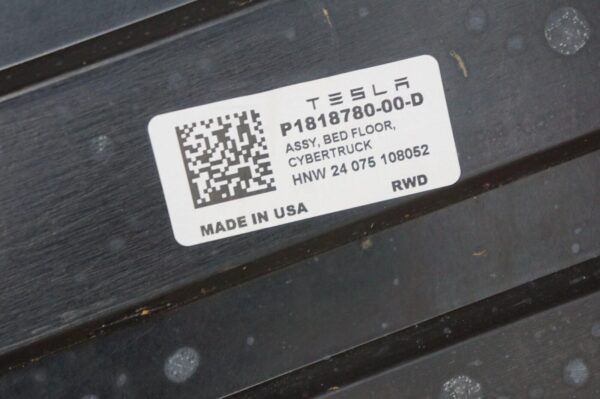 TESLA
P1818780-00-D
ASSY, BED FLOOR,
CYBERTRUCK
HNW 24 075 108052
RWD
MADE IN USA